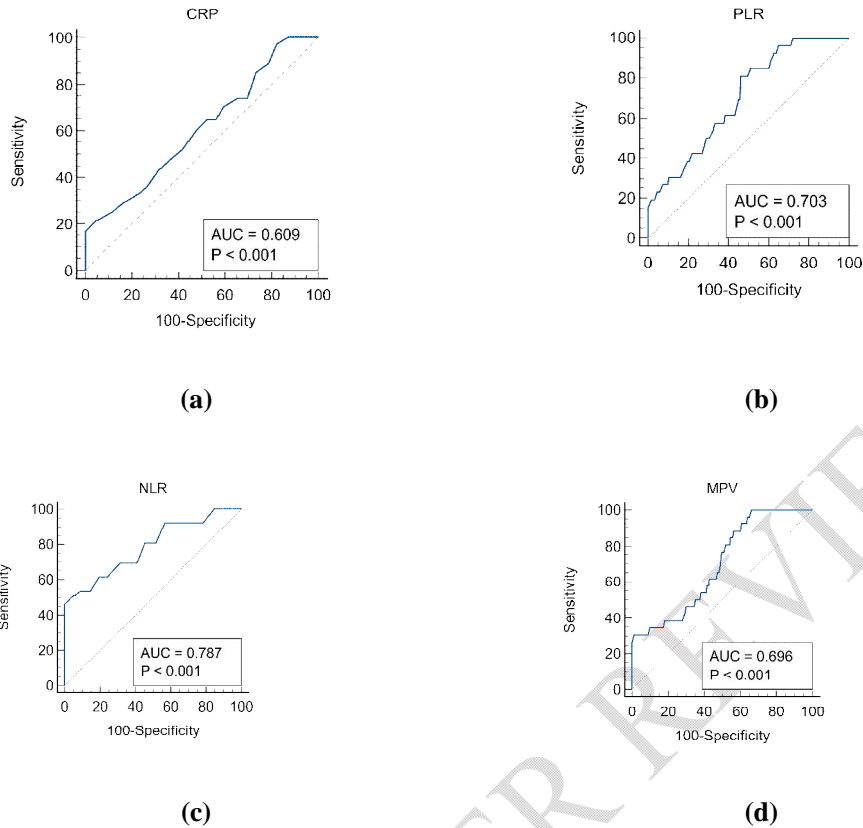 CRP
100
80
60
40
20
0
Sensitivity
AUC = 0.609
P < 0.001
0 20 40 60 80 100
100-Specificity
(a)
PLR
100
80
60
40
20
0
Sensitivity
AUC = 0.703
P < 0.001
0 20 40 60 80 100
100-Specificity
(b)
NLR
100
80
60
40
20
0
Sensitivity
AUC = 0.787
P < 0.001
0 20 40 60 80 100
100-Specificity
(c)
MPV
100
80
60
40
20
0
Sensitivity
AUC = 0.696
P < 0.001
0 20 40 60 80 100
100-Specificity
(d)
ER REVIE